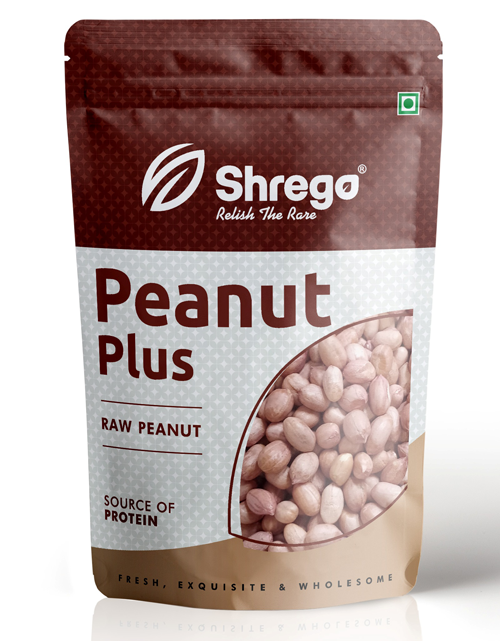 Shrego®
Relish The Rare
Peanut
Plus
RAW PEANUT
SOURCE OF
PROTEIN
FRESH, EXQUISITE & WHOLESOME